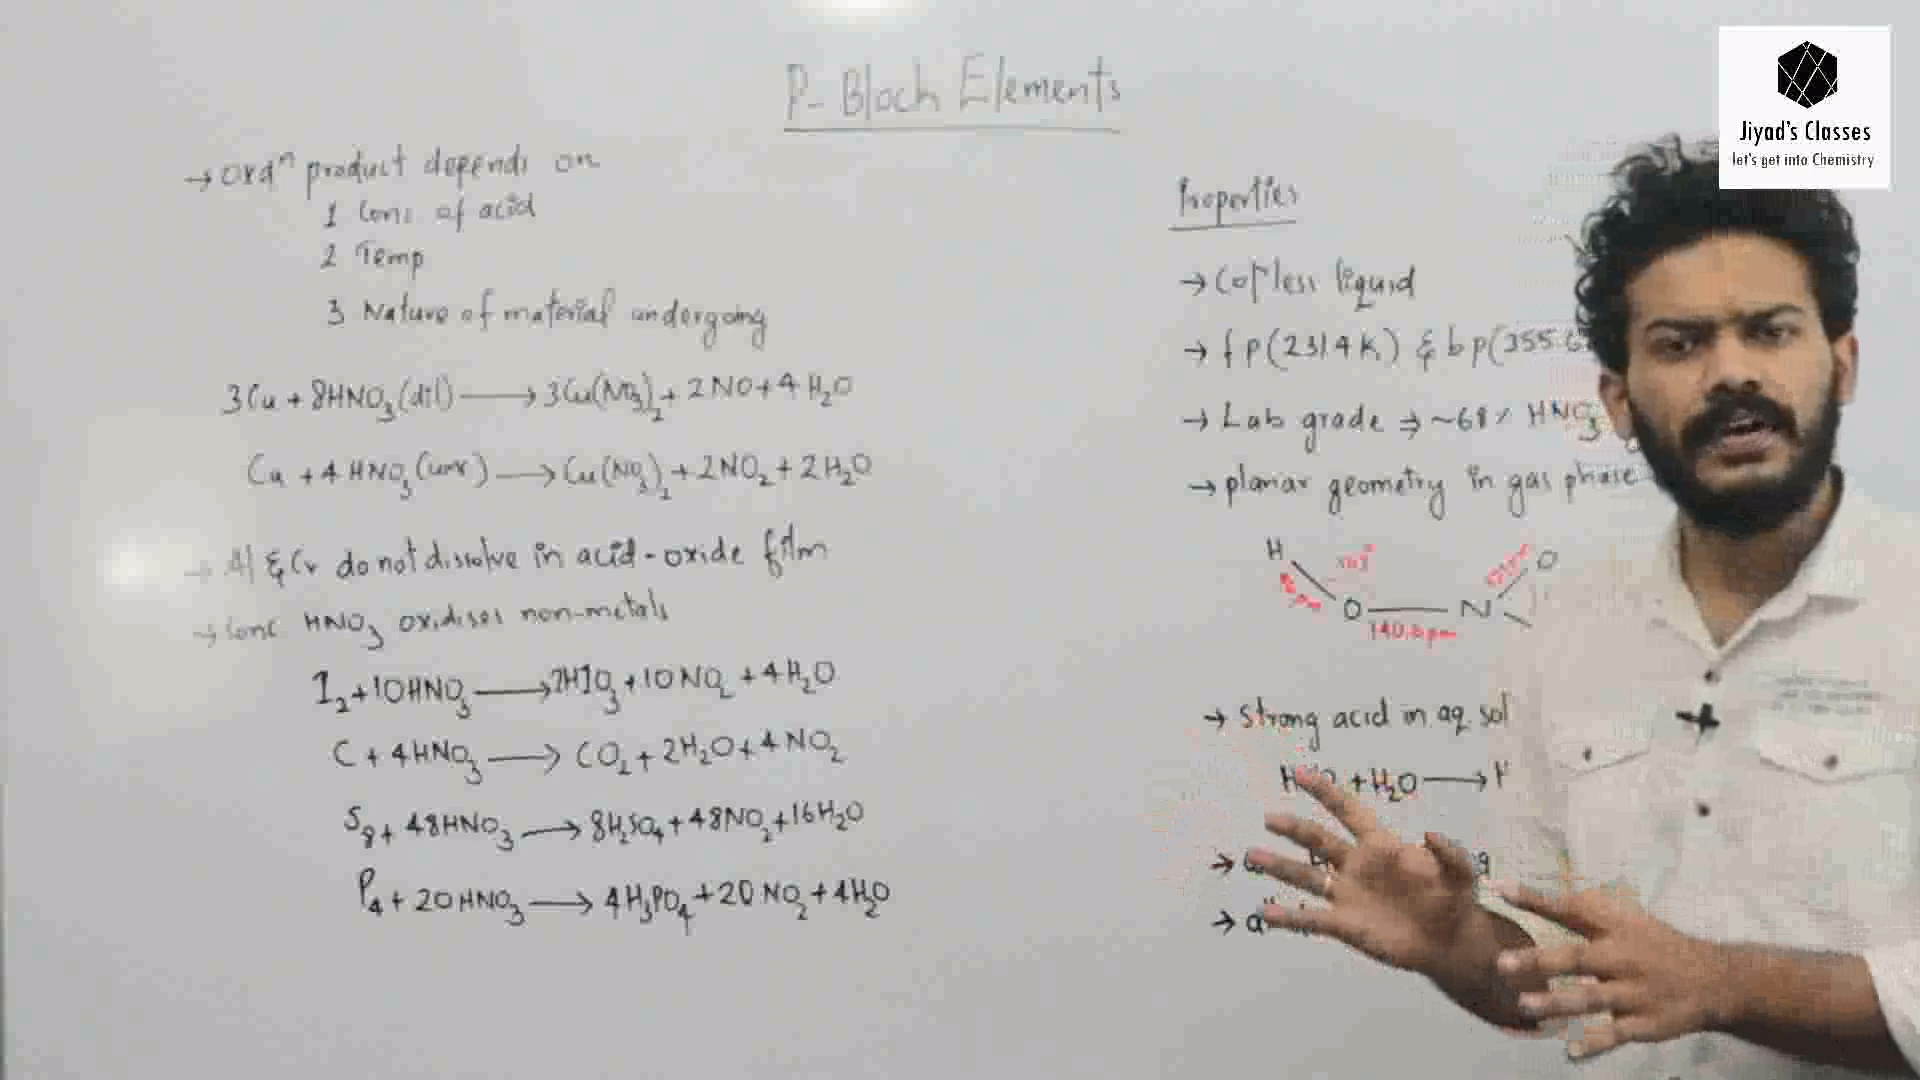 P-Block Elements
→ Oxdⁿ product depends on
1 Conc of acid
2 Temp
3 Nature of material undergoing
3Cu + 8HNO₃(dil) ⟶ 3Cu(NO₃)₂ + 2NO + 4H₂O
Cu + 4HNO₃(conc) ⟶ Cu(NO₃)₂ + 2NO₂ + 2H₂O
→ Al & Cr do not dissolve in acid-oxide film
→ Conc HNO₃ oxidises non-metals
I₂ + 10HNO₃ ⟶ 2HIO₃ + 10NO₂ + 4H₂O
C + 4HNO₃ ⟶ CO₂ + 2H₂O + 4NO₂
S₈ + 48HNO₃ ⟶ 8H₂SO₄ + 48NO₂ + 16H₂O
P₄ + 20HNO₃ ⟶ 4H₃PO₄ + 20NO₂ + 4H₂O
Properties
→ Colʳless liquid
→ fp(231.4K) & bp(355.6
→ Lab grade ⇒ ~68% HNO₃
→ planar geometry in gas phase
H O N O
140.6pm
→ Strong acid in aq. sol
+ H₂O ⟶ H
Jiyad's Classes
let's get into Chemistry